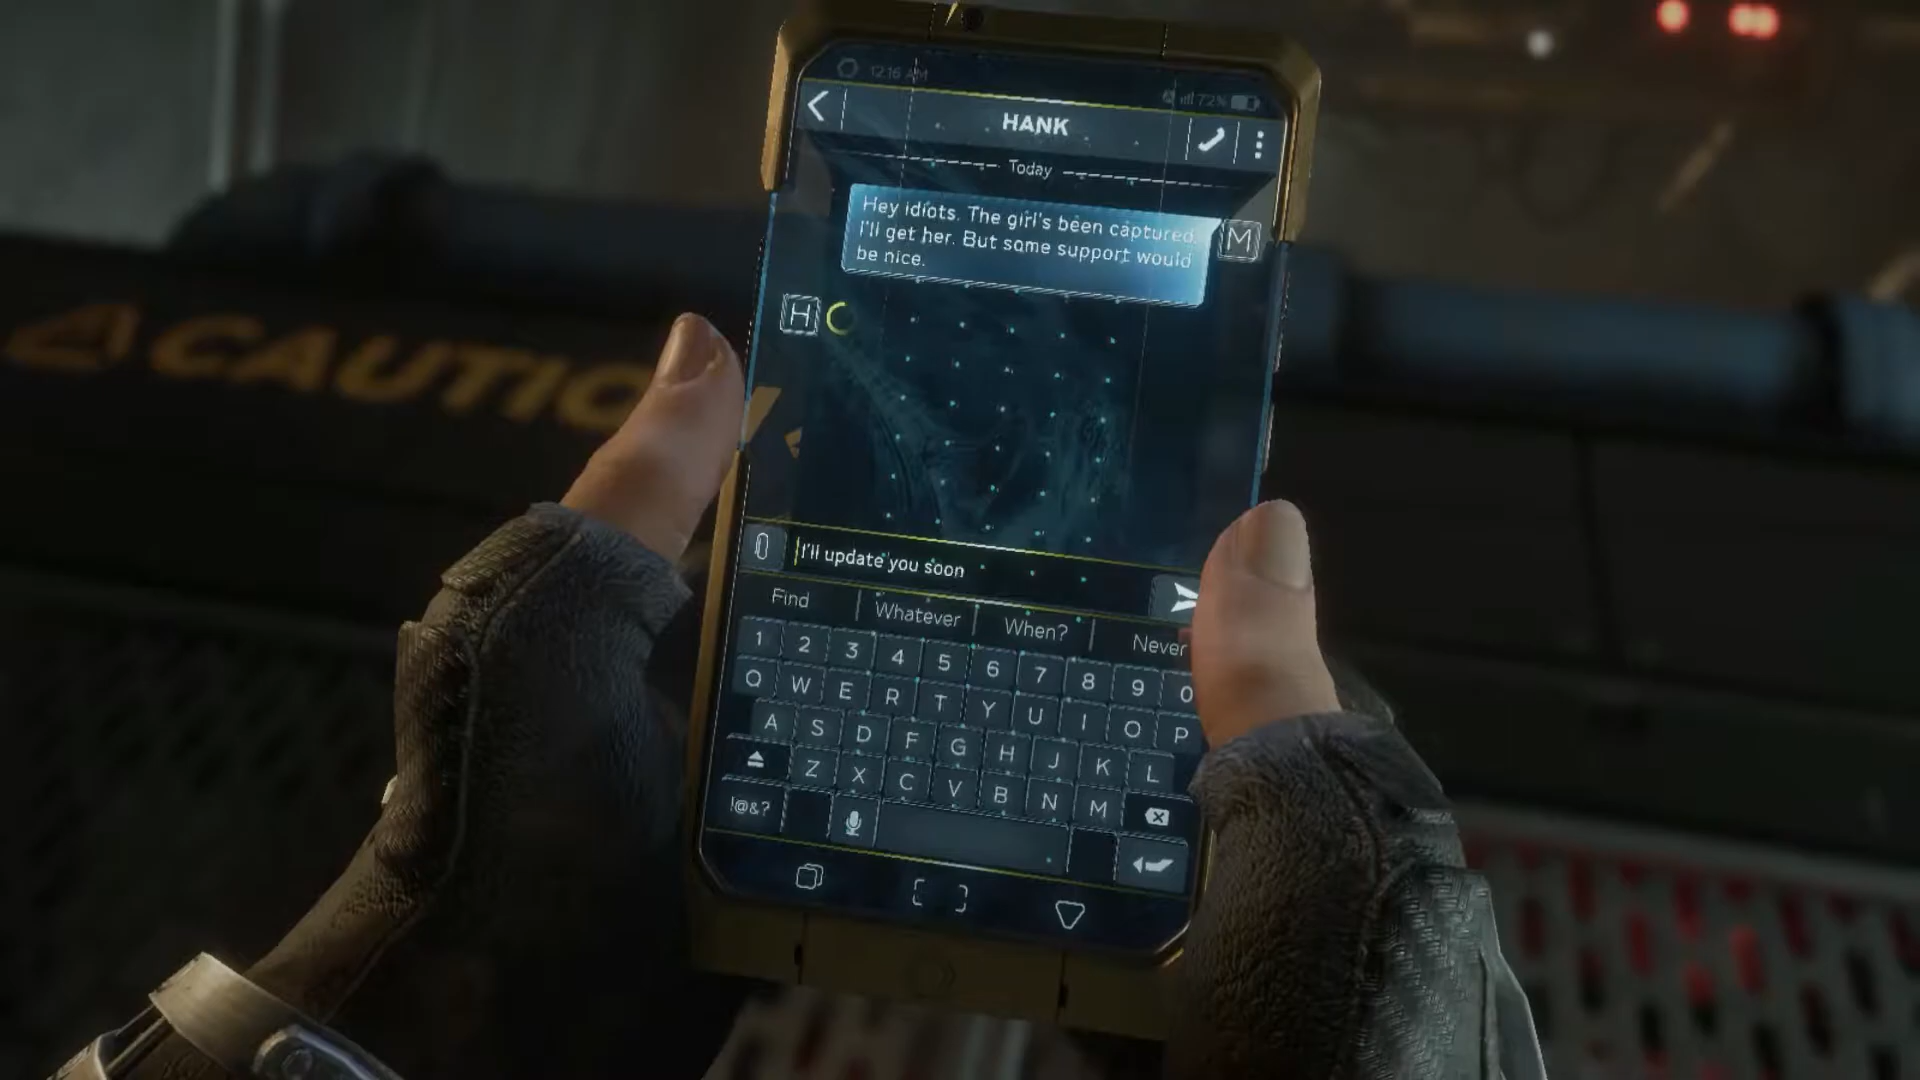 12:16 AM
72%
HANK
Today
Hey idiots. The girl's been captured.
I'll get her. But some support would
be nice.
M
H
CAUTIO
I'll update you soon
Find Whatever When? Never
1 2 3 4 5 6 7 8 9 0
Q W E R T Y U I O P
A S D F G H J K L
Z X C V B N M
!@&?